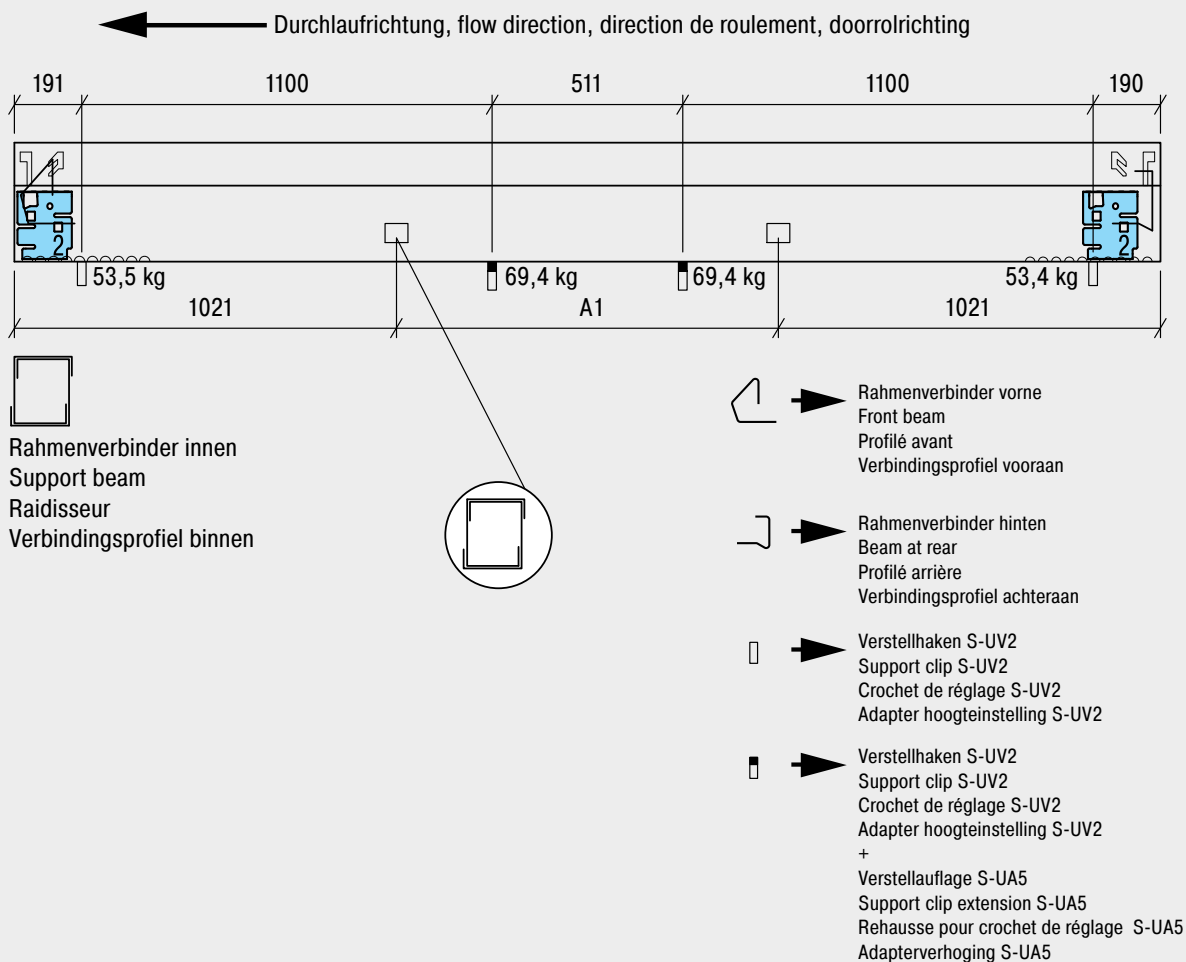 Durchlaufrichtung, flow direction, direction de roulement, doorrolrichting
191 1100 511 1100 190
2 2
53,5 kg 69,4 kg 69,4 kg 53,4 kg
1021 A1 1021
Rahmenverbinder innen
Support beam
Raidisseur
Verbindingsprofiel binnen
Rahmenverbinder vorne
Front beam
Profilé avant
Verbindingsprofiel vooraan
Rahmenverbinder hinten
Beam at rear
Profilé arrière
Verbindingsprofiel achteraan
Verstellhaken S-UV2
Support clip S-UV2
Crochet de réglage S-UV2
Adapter hoogteinstelling S-UV2
Verstellhaken S-UV2
Support clip S-UV2
Crochet de réglage S-UV2
Adapter hoogteinstelling S-UV2
+
Verstellauflage S-UA5
Support clip extension S-UA5
Rehausse pour crochet de réglage S-UA5
Adapterverhoging S-UA5